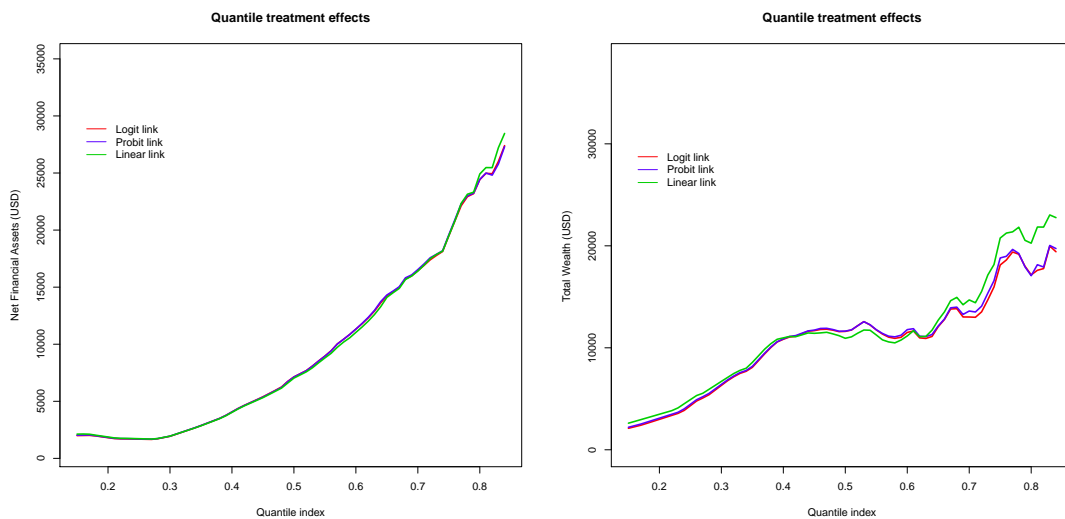 Quantile treatment effects
35000
30000
25000
20000
15000
10000
5000
0
Net Financial Assets (USD)
Logit link
Probit link
Linear link
0.2 0.3 0.4 0.5 0.6 0.7 0.8
Quantile index
Quantile treatment effects
30000
20000
10000
0
Total Wealth (USD)
Logit link
Probit link
Linear link
0.2 0.3 0.4 0.5 0.6 0.7 0.8
Quantile index